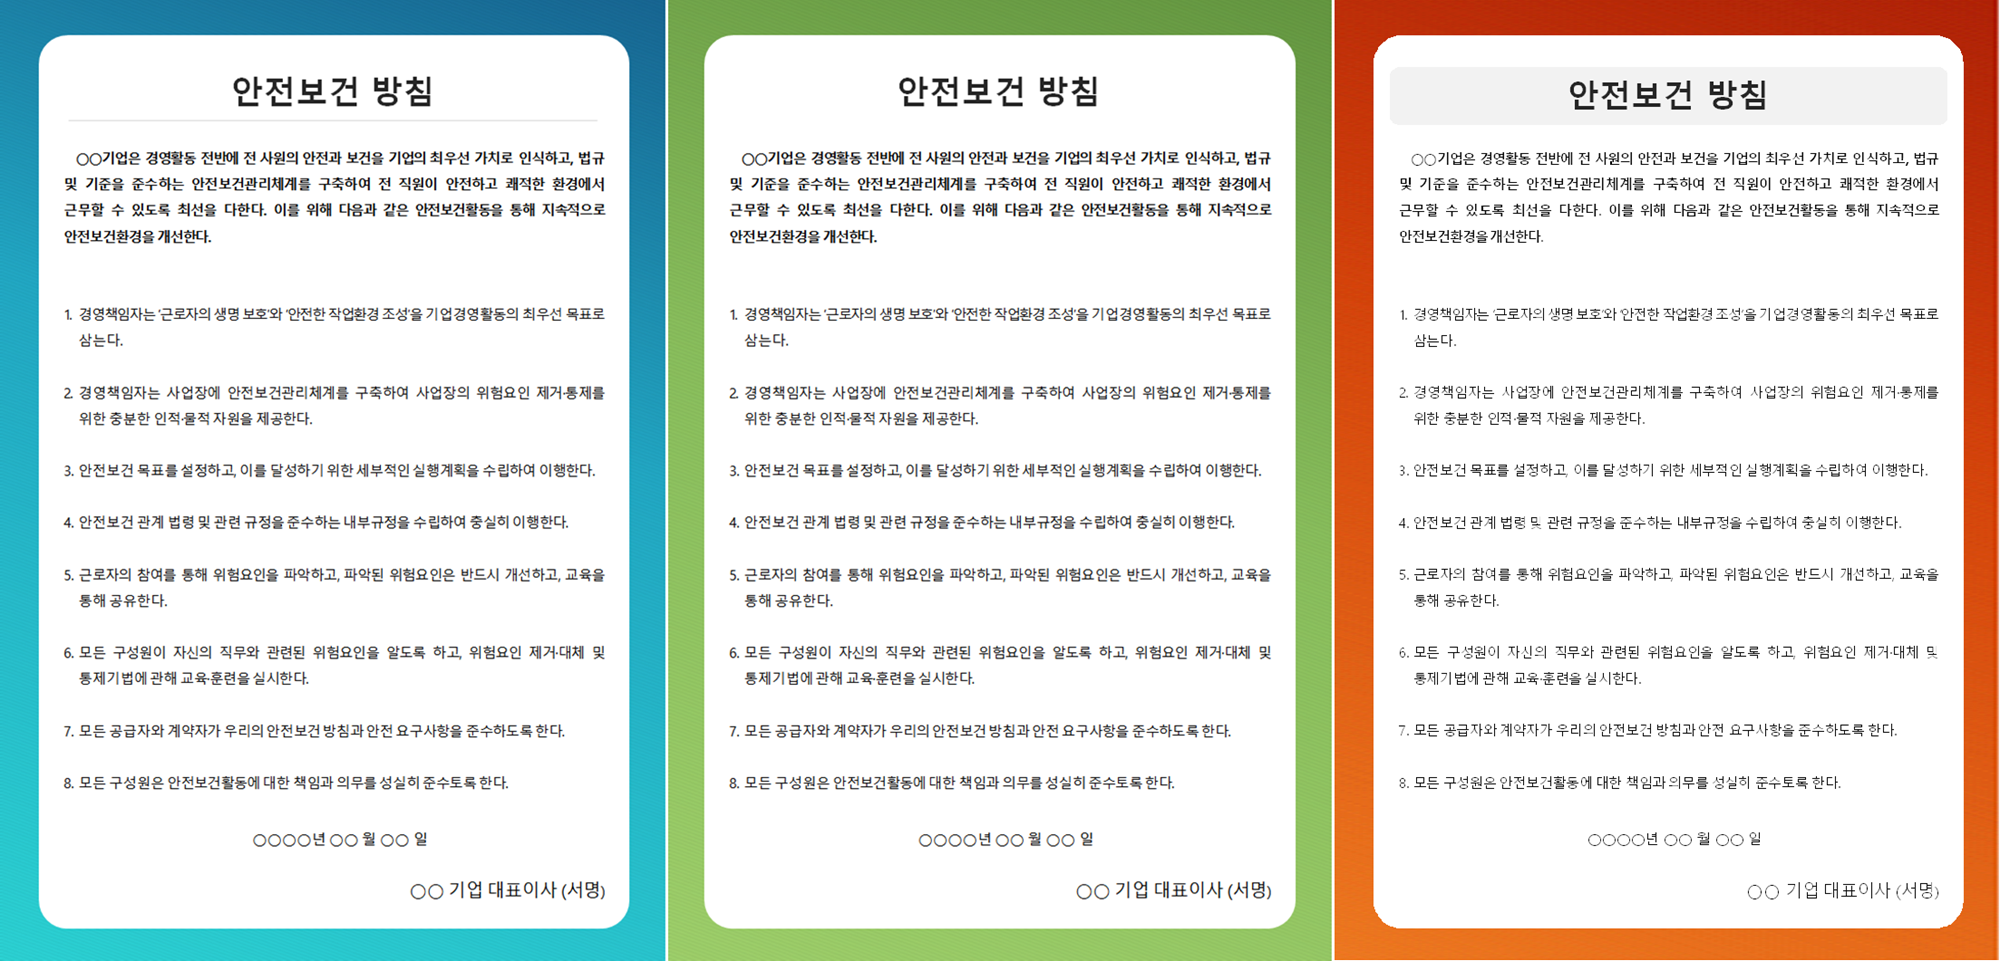 안전보건 방침
○○기업은 경영활동 전반에 전 사원의 안전과 보건을 기업의 최우선 가치로 인식하고, 법규
및 기준을 준수하는 안전보건관리체계를 구축하여 전 직원이 안전하고 쾌적한 환경에서
근무할 수 있도록 최선을 다한다. 이를 위해 다음과 같은 안전보건활동을 통해 지속적으로
안전보건환경을 개선한다.
1. 경영책임자는 '근로자의 생명 보호'와 '안전한 작업환경 조성'을 기업경영활동의 최우선 목표로
삼는다.
2. 경영책임자는 사업장에 안전보건관리체계를 구축하여 사업장의 위험요인 제거·통제를
위한 충분한 인적·물적 자원을 제공한다.
3. 안전보건 목표를 설정하고, 이를 달성하기 위한 세부적인 실행계획을 수립하여 이행한다.
4. 안전보건 관계 법령 및 관련 규정을 준수하는 내부규정을 수립하여 충실히 이행한다.
5. 근로자의 참여를 통해 위험요인을 파악하고, 파악된 위험요인은 반드시 개선하고, 교육을
통해 공유한다.
6. 모든 구성원이 자신의 직무와 관련된 위험요인을 알도록 하고, 위험요인 제거·대체 및
통제기법에 관해 교육·훈련을 실시한다.
7. 모든 공급자와 계약자가 우리의 안전보건 방침과 안전 요구사항을 준수하도록 한다.
8. 모든 구성원은 안전보건활동에 대한 책임과 의무를 성실히 준수토록 한다.
○○○○년 ○○ 월 ○○ 일
○○ 기업 대표이사 (서명)
안전보건 방침
○○기업은 경영활동 전반에 전 사원의 안전과 보건을 기업의 최우선 가치로 인식하고, 법규
및 기준을 준수하는 안전보건관리체계를 구축하여 전 직원이 안전하고 쾌적한 환경에서
근무할 수 있도록 최선을 다한다. 이를 위해 다음과 같은 안전보건활동을 통해 지속적으로
안전보건환경을 개선한다.
1. 경영책임자는 '근로자의 생명 보호'와 '안전한 작업환경 조성'을 기업경영활동의 최우선 목표로
삼는다.
2. 경영책임자는 사업장에 안전보건관리체계를 구축하여 사업장의 위험요인 제거·통제를
위한 충분한 인적·물적 자원을 제공한다.
3. 안전보건 목표를 설정하고, 이를 달성하기 위한 세부적인 실행계획을 수립하여 이행한다.
4. 안전보건 관계 법령 및 관련 규정을 준수하는 내부규정을 수립하여 충실히 이행한다.
5. 근로자의 참여를 통해 위험요인을 파악하고, 파악된 위험요인은 반드시 개선하고, 교육을
통해 공유한다.
6. 모든 구성원이 자신의 직무와 관련된 위험요인을 알도록 하고, 위험요인 제거·대체 및
통제기법에 관해 교육·훈련을 실시한다.
7. 모든 공급자와 계약자가 우리의 안전보건 방침과 안전 요구사항을 준수하도록 한다.
8. 모든 구성원은 안전보건활동에 대한 책임과 의무를 성실히 준수토록 한다.
○○○○년 ○○ 월 ○○ 일
○○ 기업 대표이사 (서명)
안전보건 방침
○○기업은 경영활동 전반에 전 사원의 안전과 보건을 기업의 최우선 가치로 인식하고, 법규
및 기준을 준수하는 안전보건관리체계를 구축하여 전 직원이 안전하고 쾌적한 환경에서
근무할 수 있도록 최선을 다한다. 이를 위해 다음과 같은 안전보건활동을 통해 지속적으로
안전보건환경을 개선한다.
1. 경영책임자는 '근로자의 생명 보호'와 '안전한 작업환경 조성'을 기업경영활동의 최우선 목표로
삼는다.
2. 경영책임자는 사업장에 안전보건관리체계를 구축하여 사업장의 위험요인 제거·통제를
위한 충분한 인적·물적 자원을 제공한다.
3. 안전보건 목표를 설정하고, 이를 달성하기 위한 세부적인 실행계획을 수립하여 이행한다.
4. 안전보건 관계 법령 및 관련 규정을 준수하는 내부규정을 수립하여 충실히 이행한다.
5. 근로자의 참여를 통해 위험요인을 파악하고, 파악된 위험요인은 반드시 개선하고, 교육을
통해 공유한다.
6. 모든 구성원이 자신의 직무와 관련된 위험요인을 알도록 하고, 위험요인 제거·대체 및
통제기법에 관해 교육·훈련을 실시한다.
7. 모든 공급자와 계약자가 우리의 안전보건 방침과 안전 요구사항을 준수하도록 한다.
8. 모든 구성원은 안전보건활동에 대한 책임과 의무를 성실히 준수토록 한다.
○○○○년 ○○ 월 ○○ 일
○○ 기업 대표이사 (서명)